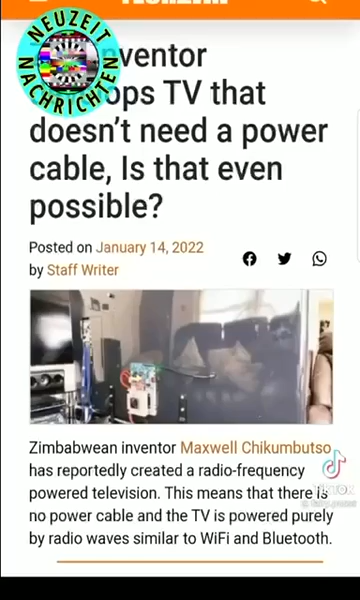 NEUZEIT
NACHRICHTEN
nventor
ops TV that
doesn't need a power
cable, Is that even
possible?
Posted on January 14, 2022
by Staff Writer
Zimbabwean inventor Maxwell Chikumbutso
has reportedly created a radio-frequency
powered television. This means that there is
no power cable and the TV is powered purely
by radio waves similar to WiFi and Bluetooth.